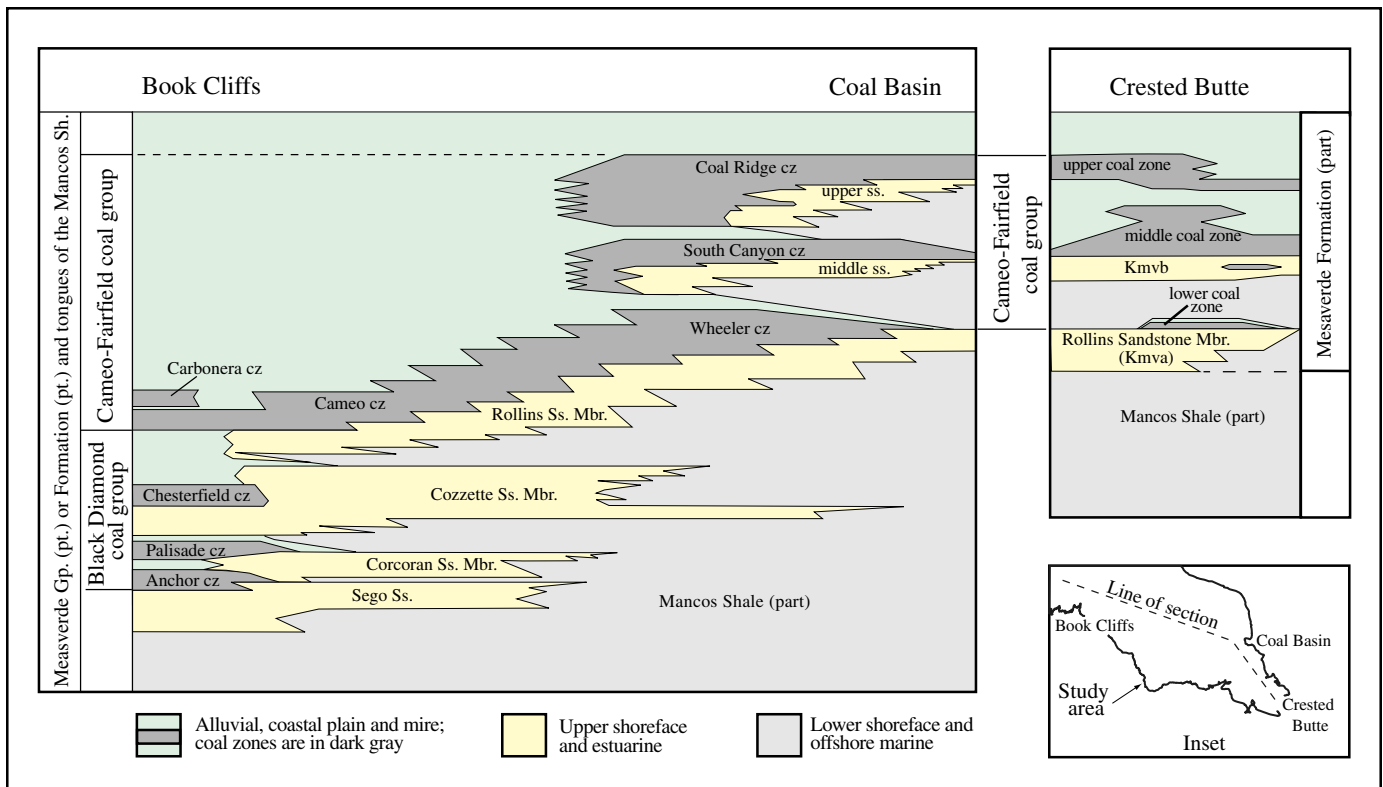 Book Cliffs
Coal Basin
Crested Butte
Measverde Gp. (pt.) or Formation (pt.) and tongues of the Mancos Sh.
Cameo-Fairfield coal group
Black Diamond
coal group
Coal Ridge cz
upper ss.
South Canyon cz
middle ss.
Wheeler cz
Carbonera cz
Cameo cz
Rollins Ss. Mbr.
Chesterfield cz
Cozzette Ss. Mbr.
Palisade cz
Corcoran Ss. Mbr.
Anchor cz
Sego Ss.
Mancos Shale (part)
Cameo-Fairfield
coal group
upper coal zone
middle coal zone
Kmvb
lower coal
zone
Rollins Sandstone Mbr.
(Kmva)
Mancos Shale (part)
Mesaverde Formation (part)
Alluvial, coastal plain and mire;
coal zones are in dark gray
Upper shoreface
and estuarine
Lower shoreface and
offshore marine
Line of section
Book Cliffs
Coal Basin
Study
area
Crested
Butte
Inset